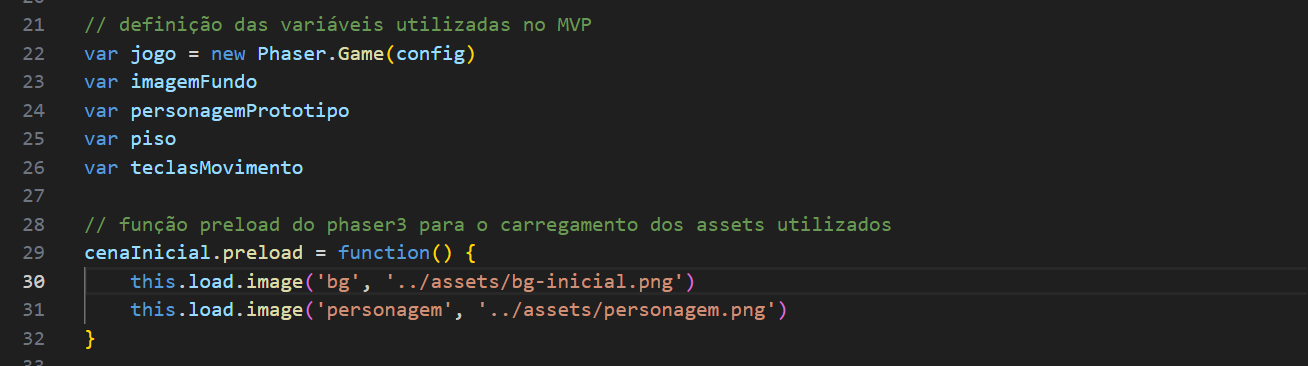 21 // definição das variáveis utilizadas no MVP
22 var jogo = new Phaser.Game(config)
23 var imagemFundo
24 var personagemPrototipo
25 var piso
26 var teclasMovimento
27
28 // função preload do phaser3 para o carregamento dos assets utilizados
29 cenaInicial.preload = function() {
30 this.load.image('bg', '../assets/bg-inicial.png')
31 this.load.image('personagem', '../assets/personagem.png')
32 }